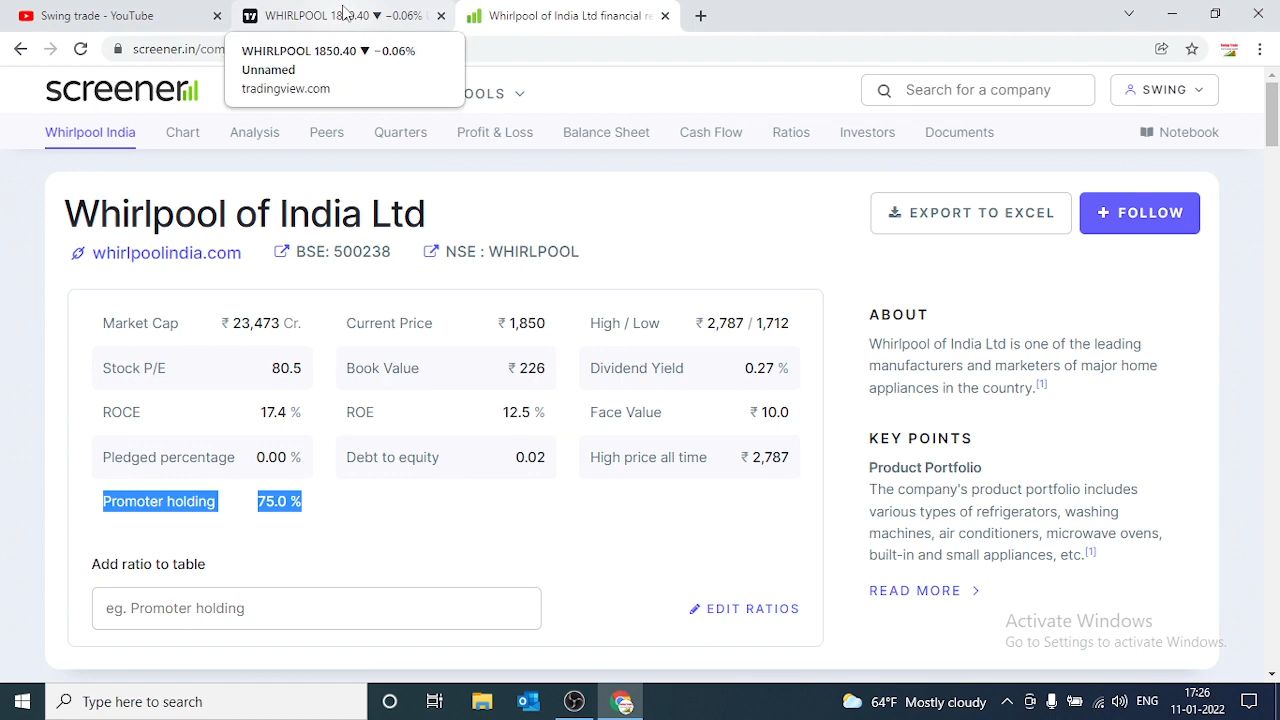 Swing trade - YouTube
WHIRLPOOL 18 .40 ▼ −0.06%
Whirlpool of India Ltd financial re
screener.in/com
WHIRLPOOL 1850.40 ▼ −0.06%
Unnamed
tradingview.com
screener
OOLS
Search for a company
SWING
Whirlpool India
Chart
Analysis
Peers
Quarters
Profit & Loss
Balance Sheet
Cash Flow
Ratios
Investors
Documents
Notebook
Whirlpool of India Ltd
EXPORT TO EXCEL
+ FOLLOW
whirlpoolindia.com
BSE: 500238
NSE : WHIRLPOOL
Market Cap ₹ 23,473 Cr.
Current Price ₹ 1,850
High / Low ₹ 2,787 / 1,712
Stock P/E 80.5
Book Value ₹ 226
Dividend Yield 0.27 %
ROCE 17.4 %
ROE 12.5 %
Face Value ₹ 10.0
Pledged percentage 0.00 %
Debt to equity 0.02
High price all time ₹ 2,787
Promoter holding 75.0 %
Add ratio to table
eg. Promoter holding
EDIT RATIOS
ABOUT
Whirlpool of India Ltd is one of the leading
manufacturers and marketers of major home
appliances in the country.[1]
KEY POINTS
Product Portfolio
The company's product portfolio includes
various types of refrigerators, washing
machines, air conditioners, microwave ovens,
built-in and small appliances, etc.[1]
READ MORE
Activate Windows
Go to Settings to activate Windows.
Type here to search
64°F Mostly cloudy
ENG
17:26
11-01-2022